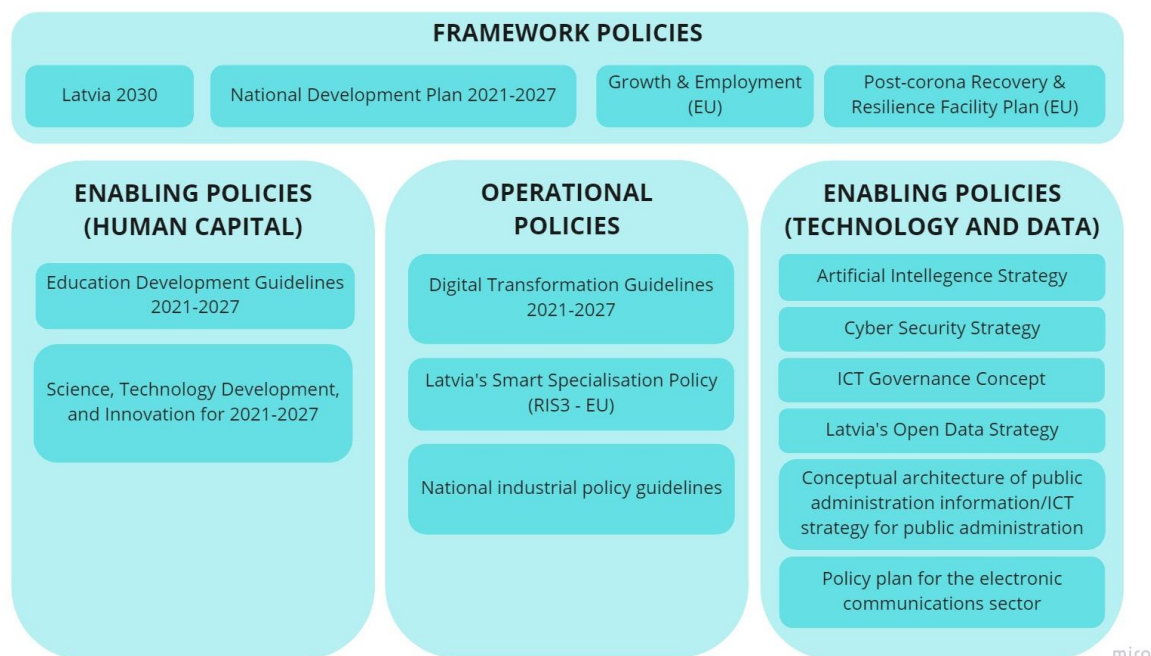 FRAMEWORK POLICIES
Latvia 2030
National Development Plan 2021-2027
Growth & Employment
(EU)
Post-corona Recovery &
Resilience Facility Plan (EU)
ENABLING POLICIES
(HUMAN CAPITAL)
Education Development Guidelines
2021-2027
Science, Technology Development,
and Innovation for 2021-2027
OPERATIONAL
POLICIES
Digital Transformation Guidelines
2021-2027
Latvia's Smart Specialisation Policy
(RIS3 - EU)
National industrial policy guidelines
ENABLING POLICIES
(TECHNOLOGY AND DATA)
Artificial Intellegence Strategy
Cyber Security Strategy
ICT Governance Concept
Latvia's Open Data Strategy
Conceptual architecture of public
administration information/ICT
strategy for public administration
Policy plan for the electronic
communications sector
miro